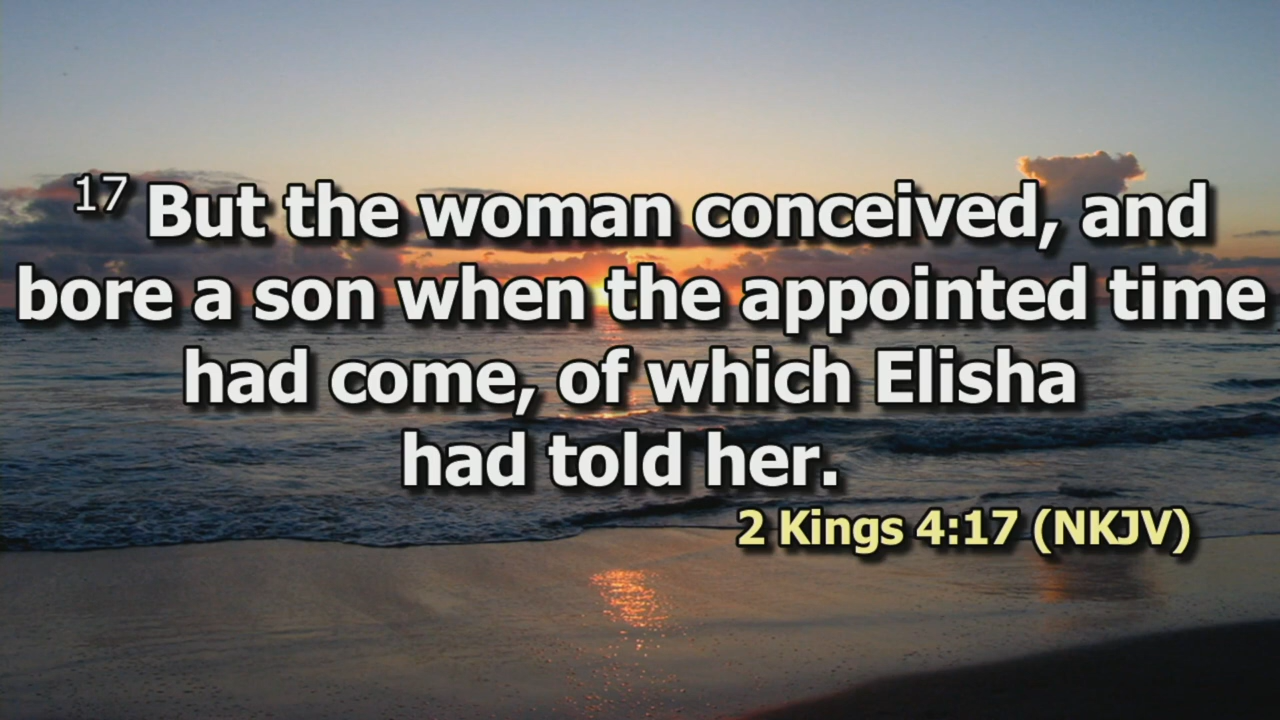 17 But the woman conceived, and
bore a son when the appointed time
had come, of which Elisha
had told her.
2 Kings 4:17 (NKJV)